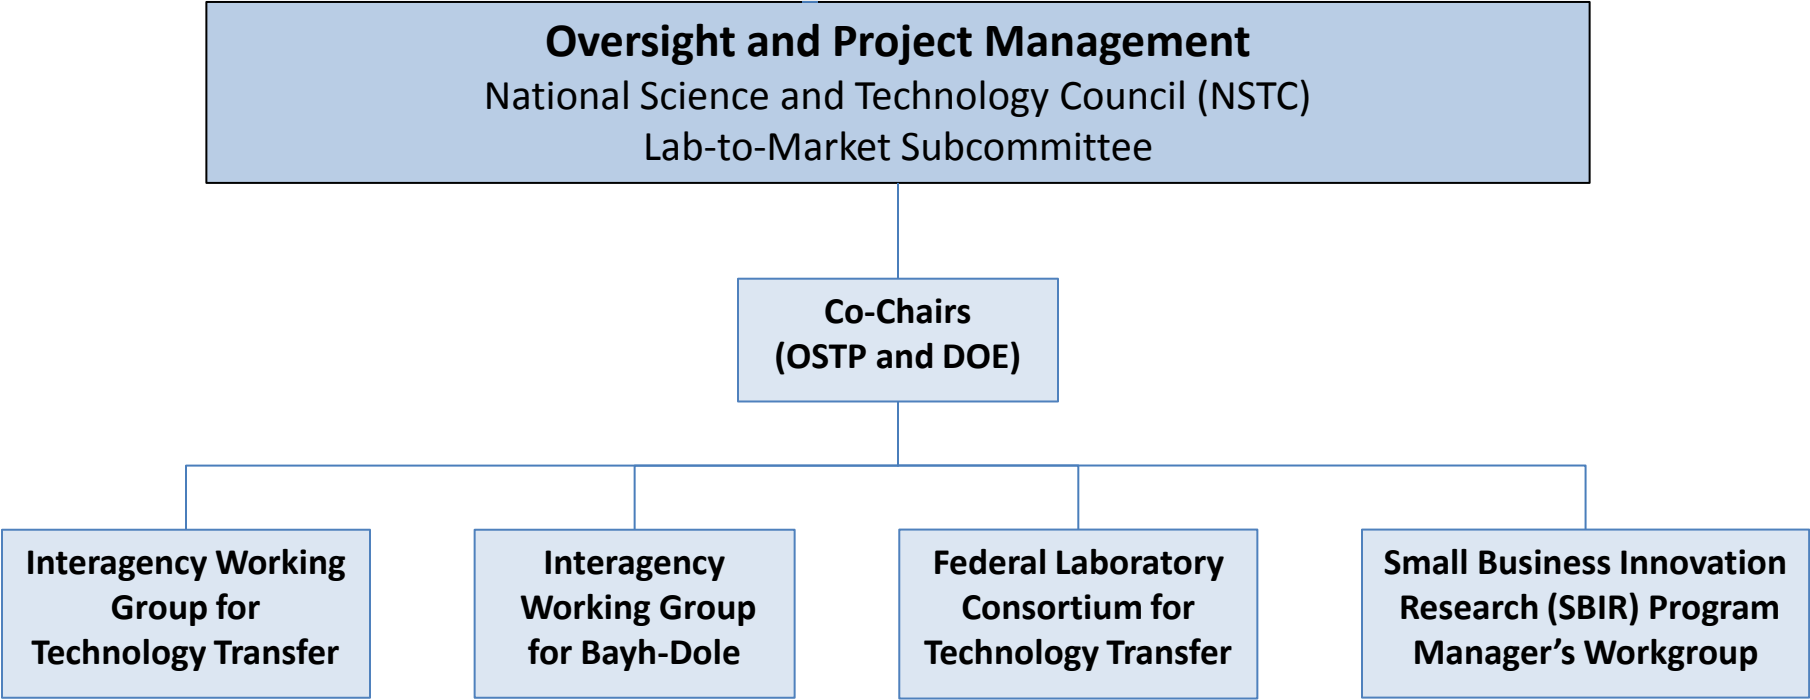 Oversight and Project Management
National Science and Technology Council (NSTC)
Lab-to-Market Subcommittee
Co-Chairs
(OSTP and DOE)
Interagency Working
Group for
Technology Transfer
Interagency
Working Group
for Bayh-Dole
Federal Laboratory
Consortium for
Technology Transfer
Small Business Innovation
Research (SBIR) Program
Manager’s Workgroup